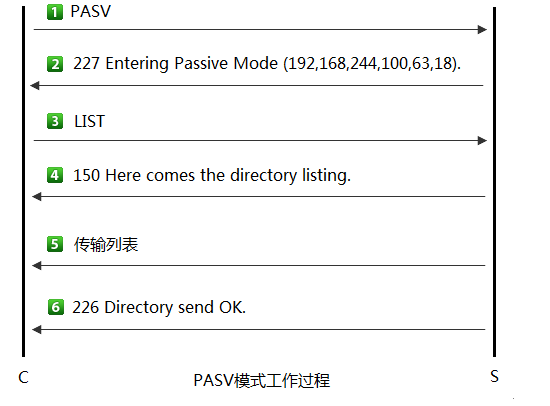 1 PASV
2 227 Entering Passive Mode (192,168,244,100,63,18).
3 LIST
4 150 Here comes the directory listing.
5 传输列表
6 226 Directory send OK.
C PASV模式工作过程 S